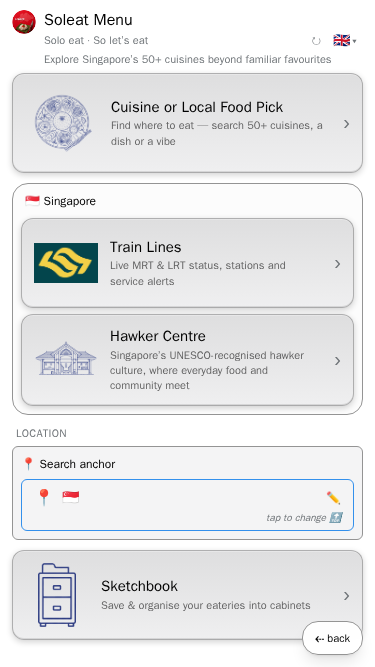 Soleat Menu
Solo eat · So let's eat
Explore Singapore's 50+ cuisines beyond familiar favourites
Cuisine or Local Food Pick
Find where to eat — search 50+ cuisines, a
dish or a vibe
Singapore
Train Lines
Live MRT & LRT status, stations and
service alerts
Hawker Centre
Singapore's UNESCO-recognised hawker
culture, where everyday food and
community meet
LOCATION
Search anchor
tap to change
Sketchbook
Save & organise your eateries into cabinets
← back